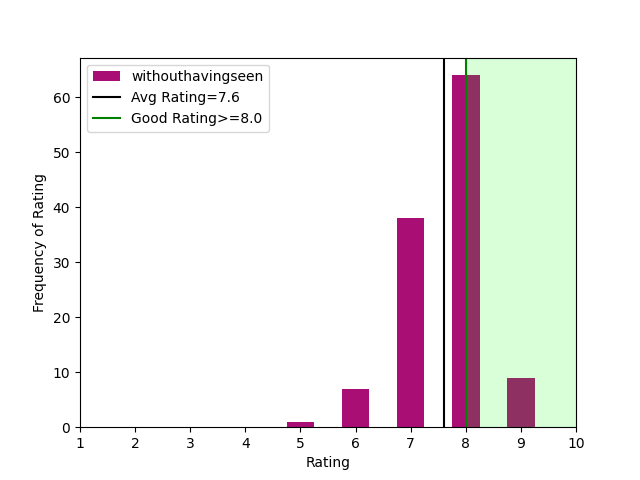 withouthavingseen
Avg Rating=7.6
Good Rating>=8.0
60
50
40
30
20
10
0
Frequency of Rating
1 2 3 4 5 6 7 8 9 10
Rating